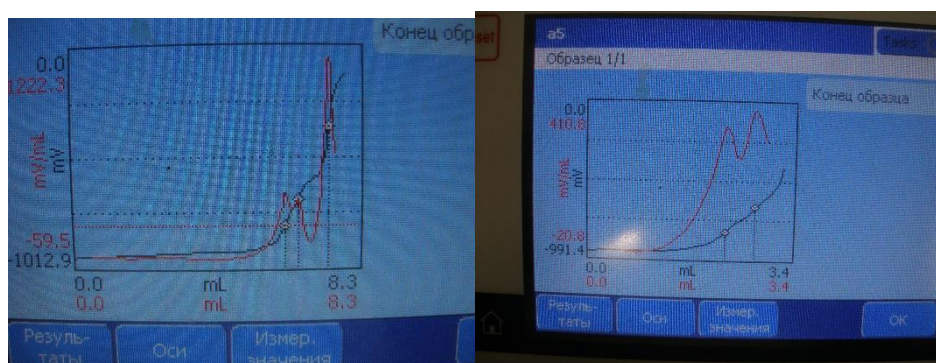 Конец обр
0.0
1222.3
mV/mL
mV
-59.5
-1012.9
0.0 mL 8.3
0.0 mL 8.3
Резуль-
таты
Оси
Измер.
значения
set
a5
Tasks
Образец 1/1
Конец образца
0.0
410.8
mV/mL
mV
-20.8
-991.4
0.0 mL 3.4
0.0 mL 3.4
Резуль-
таты
Оси
Измер.
значения
OK